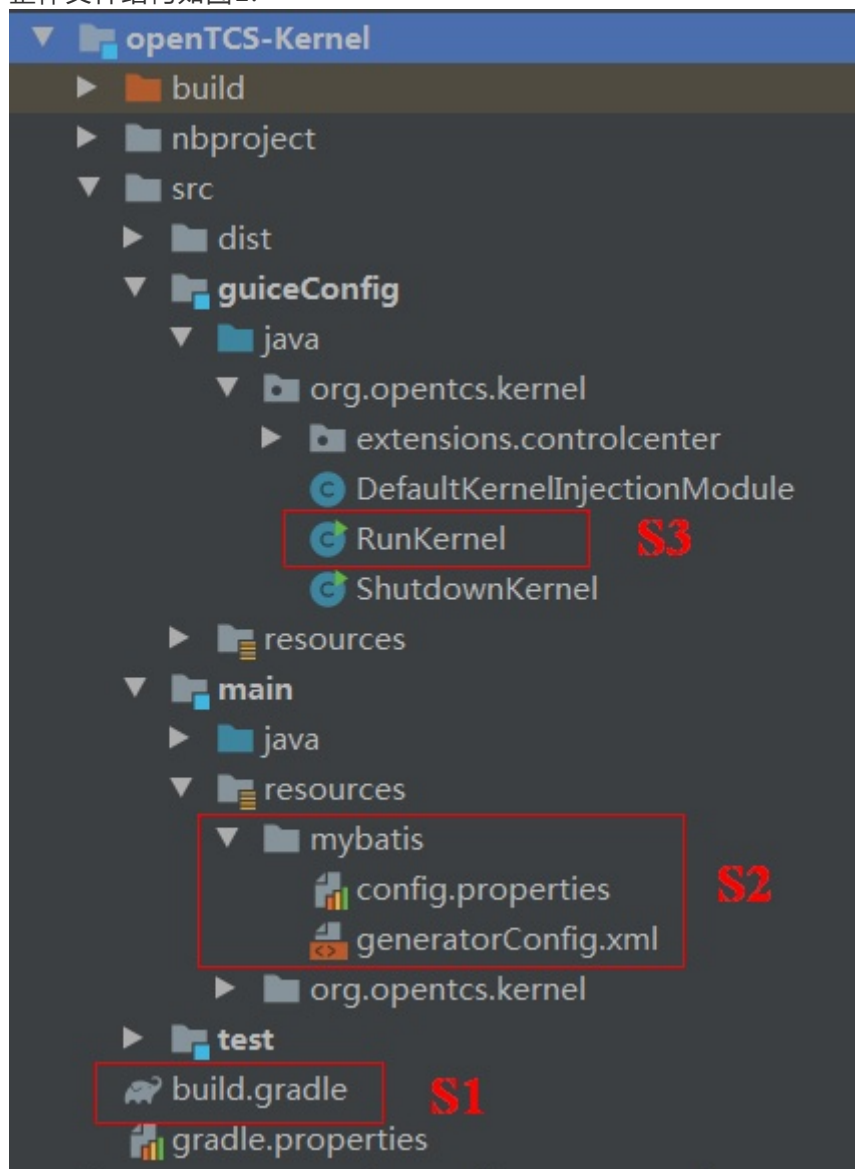 openTCS-Kernel
build
nbproject
src
dist
guiceConfig
java
org.opentcs.kernel
extensions.controlcenter
DefaultKernelInjectionModule
RunKernel S3
ShutdownKernel
resources
main
java
resources
mybatis
config.properties S2
generatorConfig.xml
org.opentcs.kernel
test
build.gradle S1
gradle.properties